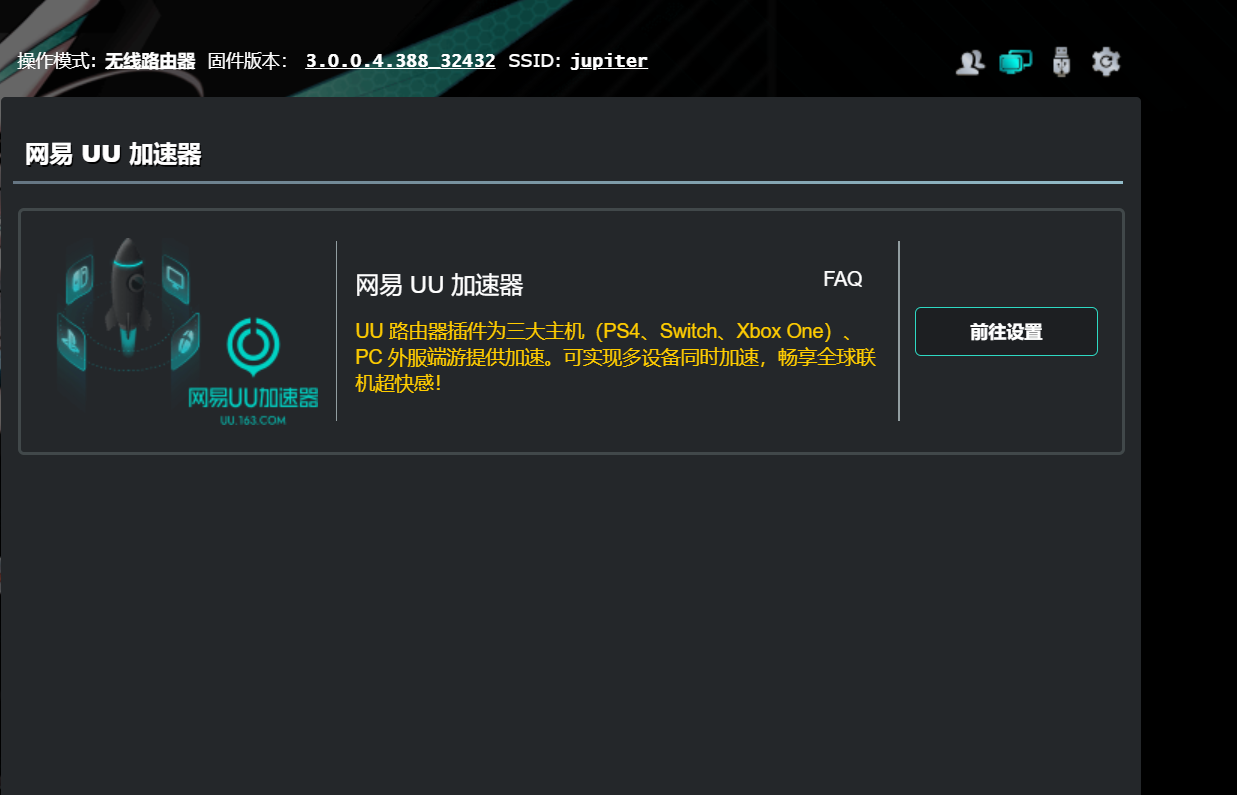 操作模式: 无线路由器 固件版本: 3.0.0.4.388_32432 SSID: jupiter
网易 UU 加速器
网易 UU 加速器
FAQ
UU 路由器插件为三大主机（PS4、Switch、Xbox One）、
PC 外服端游提供加速。可实现多设备同时加速，畅享全球联
机超快感！
前往设置
网易UU加速器
UU.163.COM